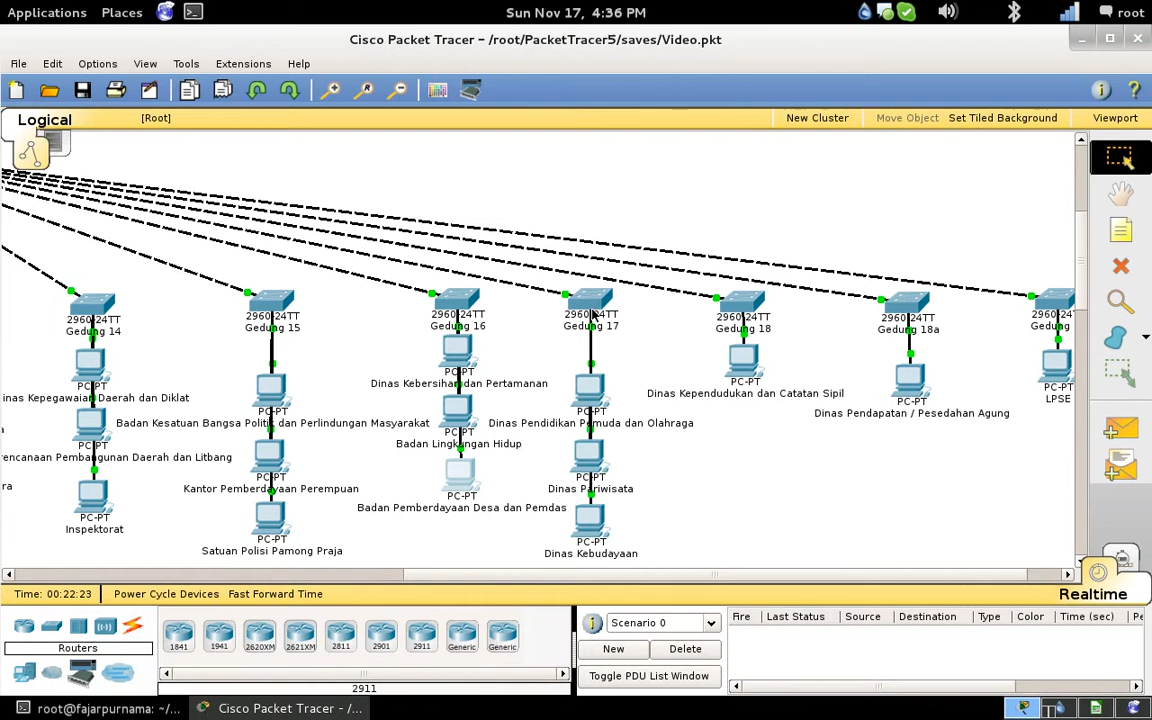 Applications Places Sun Nov 17, 4:36 PM root
Cisco Packet Tracer – /root/PacketTracer5/saves/Video.pkt
File Edit Options View Tools Extensions Help
Logical [Root] New Cluster Move Object Set Tiled Background Viewport
2960-24TT
Gedung 14
2960-24TT
Gedung 15
2960-24TT
Gedung 16
2960-24TT
Gedung 17
2960-24TT
Gedung 18
2960-24TT
Gedung 18a
Gedung
PC-PT
inas Kepegawaian Daerah dan Diklat
PC-PT
rencanaan Pembangunan Daerah dan Litbang
ra
PC-PT
Inspektorat
PC-PT
Badan Kesatuan Bangsa Politik dan Perlindungan Masyarakat
PC-PT
Kantor Pemberdayaan Perempuan
PC-PT
Satuan Polisi Pamong Praja
PC-PT
Dinas Kebersihan dan Pertamanan
PC-PT
Badan Lingkungan Hidup
PC-PT
Badan Pemberdayaan Desa dan Pemdas
PC-PT
Dinas Pendidikan Pemuda dan Olahraga
PC-PT
Dinas Pariwisata
PC-PT
Dinas Kebudayaan
PC-PT
Dinas Kependudukan dan Catatan Sipil
PC-PT
Dinas Pendapatan / Pesedahan Agung
PC-PT
LPSE
Time: 00:22:23 Power Cycle Devices Fast Forward Time Realtime
Routers
1841 1941 2620XM 2621XM 2811 2901 2911 Generic Generic
2911
Scenario 0
New Delete
Toggle PDU List Window
Fire Last Status Source Destination Type Color Time (sec) Pe
root@fajarpurnama: ~/... Cisco Packet Tracer - /...